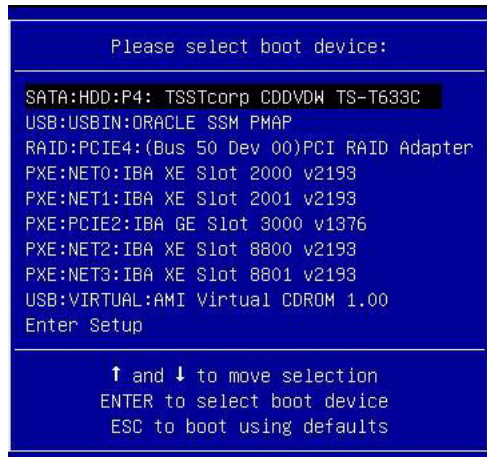 Please select boot device:
SATA:HDD:P4: TSSTcorp CDDVDW TS-T633C
USB:USBIN:ORACLE SSM PMAP
RAID:PCIE4:(Bus 50 Dev 00)PCI RAID Adapter
PXE:NET0:IBA XE Slot 2000 v2193
PXE:NET1:IBA XE Slot 2001 v2193
PXE:PCIE2:IBA GE Slot 3000 v1376
PXE:NET2:IBA XE Slot 8800 v2193
PXE:NET3:IBA XE Slot 8801 v2193
USB:VIRTUAL:AMI Virtual CDROM 1.00
Enter Setup
↑ and ↓ to move selection
ENTER to select boot device
ESC to boot using defaults